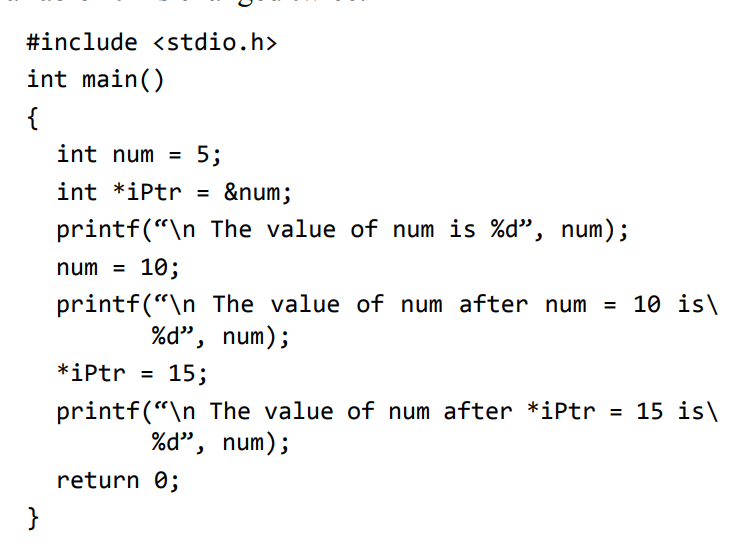 #include <stdio.h>
int main()
{
int num = 5;
int *iPtr = &num;
printf(“\n The value of num is %d”, num);
num = 10;
printf(“\n The value of num after num = 10 is\
%d”, num);
*iPtr = 15;
printf(“\n The value of num after *iPtr = 15 is\
%d”, num);
return 0;
}